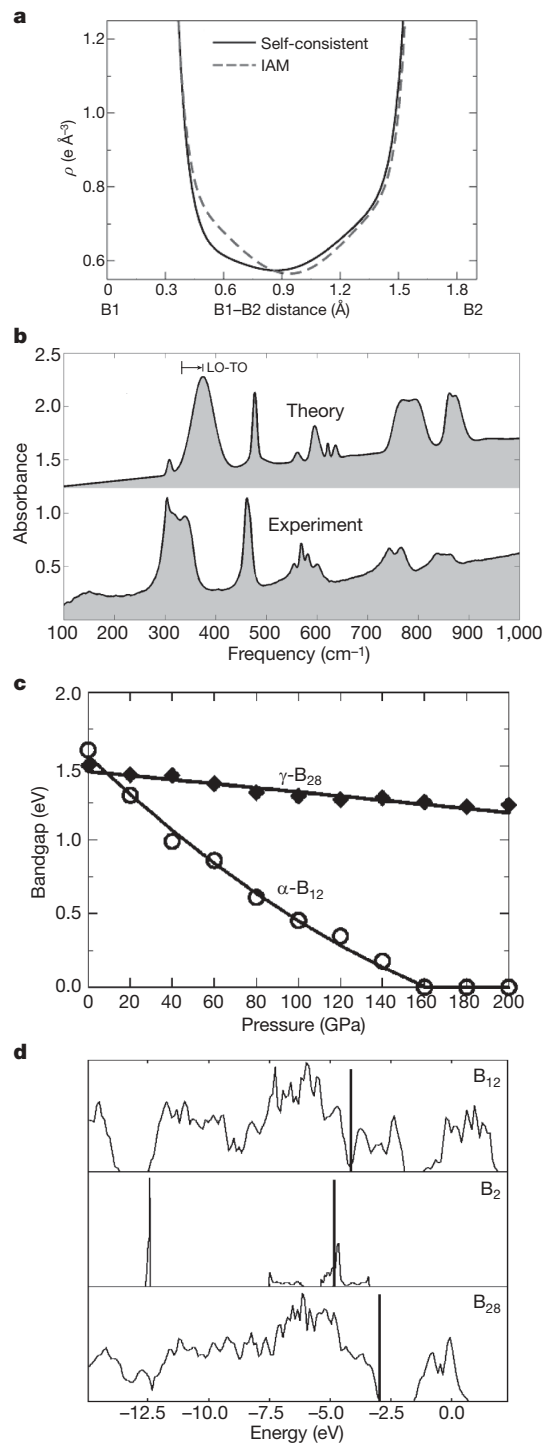 a
1.2
1.0
0.8
0.6
ρ (e Å⁻³)
Self-consistent
IAM
0 0.3 0.6 0.9 1.2 1.5 1.8
B1 B1–B2 distance (Å) B2
b
2.5
2.0
1.5
1.0
0.5
Absorbance
LO-TO
Theory
Experiment
100 200 300 400 500 600 700 800 900 1,000
Frequency (cm⁻¹)
c
2.0
1.5
1.0
0.5
0.0
Bandgap (eV)
γ-B₂₈
α-B₁₂
0 20 40 60 80 100 120 140 160 180 200
Pressure (GPa)
d
B₁₂
B₂
B₂₈
−12.5 −10.0 −7.5 −5.0 −2.5 0.0
Energy (eV)